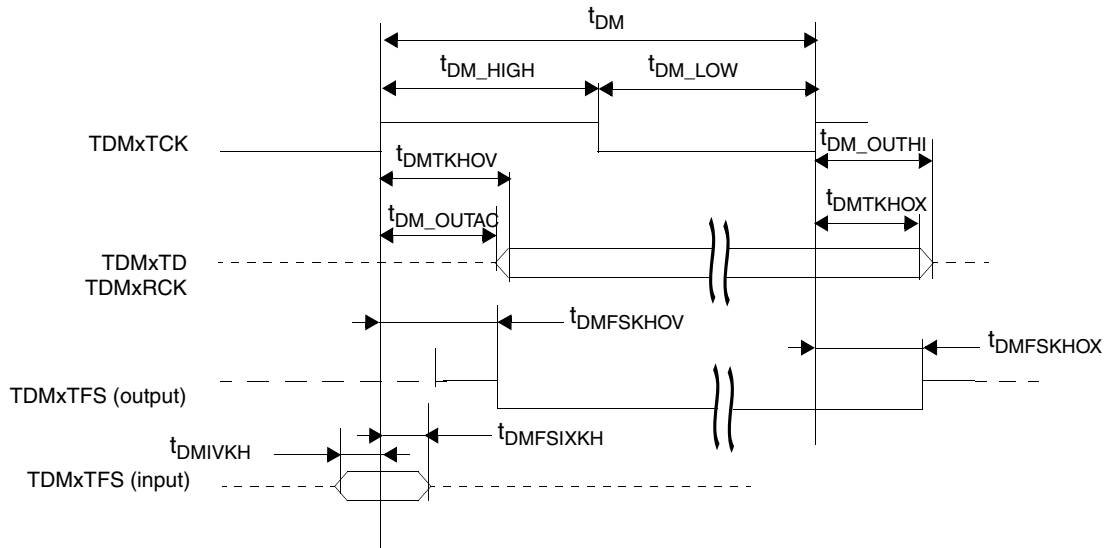 tDM
tDM_HIGH
tDM_LOW
TDMxTCK
tDM_OUTHI
tDMTKHOV
tDMTKHOX
tDM_OUTAC
TDMxTD
TDMxRCK
tDMFSKHOV
tDMFSKHOX
TDMxTFS (output)
tDMFSIXKH
tDMIVKH
TDMxTFS (input)